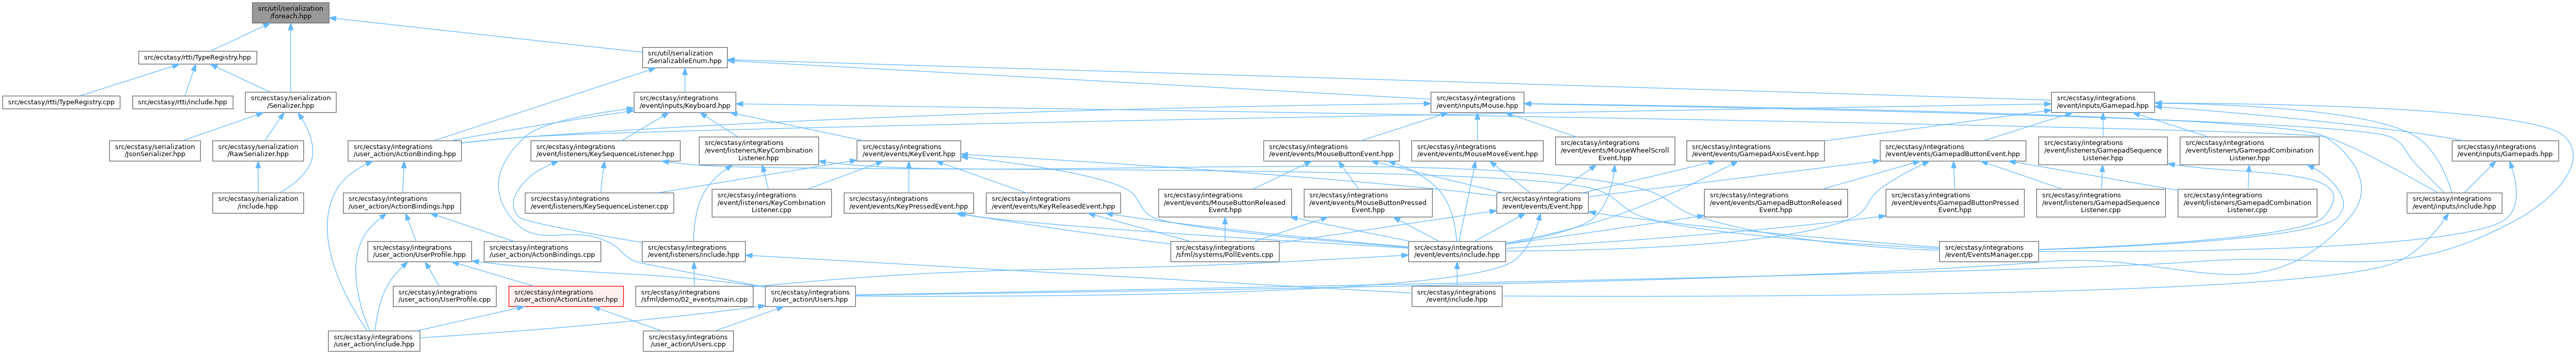 src/util/serialization
/foreach.hpp
src/ecstasy/rtti/TypeRegistry.hpp
src/util/serialization
/SerializableEnum.hpp
src/ecstasy/rtti/TypeRegistry.cpp
src/ecstasy/rtti/include.hpp
src/ecstasy/serialization
/Serializer.hpp
src/ecstasy/integrations
/event/inputs/Keyboard.hpp
src/ecstasy/integrations
/event/inputs/Mouse.hpp
src/ecstasy/integrations
/event/inputs/Gamepad.hpp
src/ecstasy/serialization
/JsonSerializer.hpp
src/ecstasy/serialization
/RawSerializer.hpp
src/ecstasy/integrations
/user_action/ActionBinding.hpp
src/ecstasy/integrations
/event/listeners/KeySequenceListener.hpp
src/ecstasy/integrations
/event/listeners/KeyCombination
Listener.hpp
src/ecstasy/integrations
/event/events/KeyEvent.hpp
src/ecstasy/integrations
/event/events/MouseButtonEvent.hpp
src/ecstasy/integrations
/event/events/MouseMoveEvent.hpp
src/ecstasy/integrations
/event/events/MouseWheelScroll
Event.hpp
src/ecstasy/integrations
/event/events/GamepadAxisEvent.hpp
src/ecstasy/integrations
/event/events/GamepadButtonEvent.hpp
src/ecstasy/integrations
/event/listeners/GamepadSequence
Listener.hpp
src/ecstasy/integrations
/event/listeners/GamepadCombination
Listener.hpp
src/ecstasy/integrations
/event/inputs/Gamepads.hpp
src/ecstasy/serialization
/include.hpp
src/ecstasy/integrations
/user_action/ActionBindings.hpp
src/ecstasy/integrations
/event/listeners/KeySequenceListener.cpp
src/ecstasy/integrations
/event/listeners/KeyCombination
Listener.cpp
src/ecstasy/integrations
/event/events/KeyPressedEvent.hpp
src/ecstasy/integrations
/event/events/KeyReleasedEvent.hpp
src/ecstasy/integrations
/event/events/MouseButtonReleased
Event.hpp
src/ecstasy/integrations
/event/events/MouseButtonPressed
Event.hpp
src/ecstasy/integrations
/event/events/Event.hpp
src/ecstasy/integrations
/event/events/GamepadButtonReleased
Event.hpp
src/ecstasy/integrations
/event/events/GamepadButtonPressed
Event.hpp
src/ecstasy/integrations
/event/listeners/GamepadSequence
Listener.cpp
src/ecstasy/integrations
/event/listeners/GamepadCombination
Listener.cpp
src/ecstasy/integrations
/event/inputs/include.hpp
src/ecstasy/integrations
/user_action/UserProfile.hpp
src/ecstasy/integrations
/user_action/ActionBindings.cpp
src/ecstasy/integrations
/event/listeners/include.hpp
src/ecstasy/integrations
/sfml/systems/PollEvents.cpp
src/ecstasy/integrations
/event/events/include.hpp
src/ecstasy/integrations
/event/EventsManager.cpp
src/ecstasy/integrations
/user_action/UserProfile.cpp
src/ecstasy/integrations
/user_action/ActionListener.hpp
src/ecstasy/integrations
/sfml/demo/02_events/main.cpp
src/ecstasy/integrations
/user_action/Users.hpp
src/ecstasy/integrations
/event/include.hpp
src/ecstasy/integrations
/user_action/include.hpp
src/ecstasy/integrations
/user_action/Users.cpp